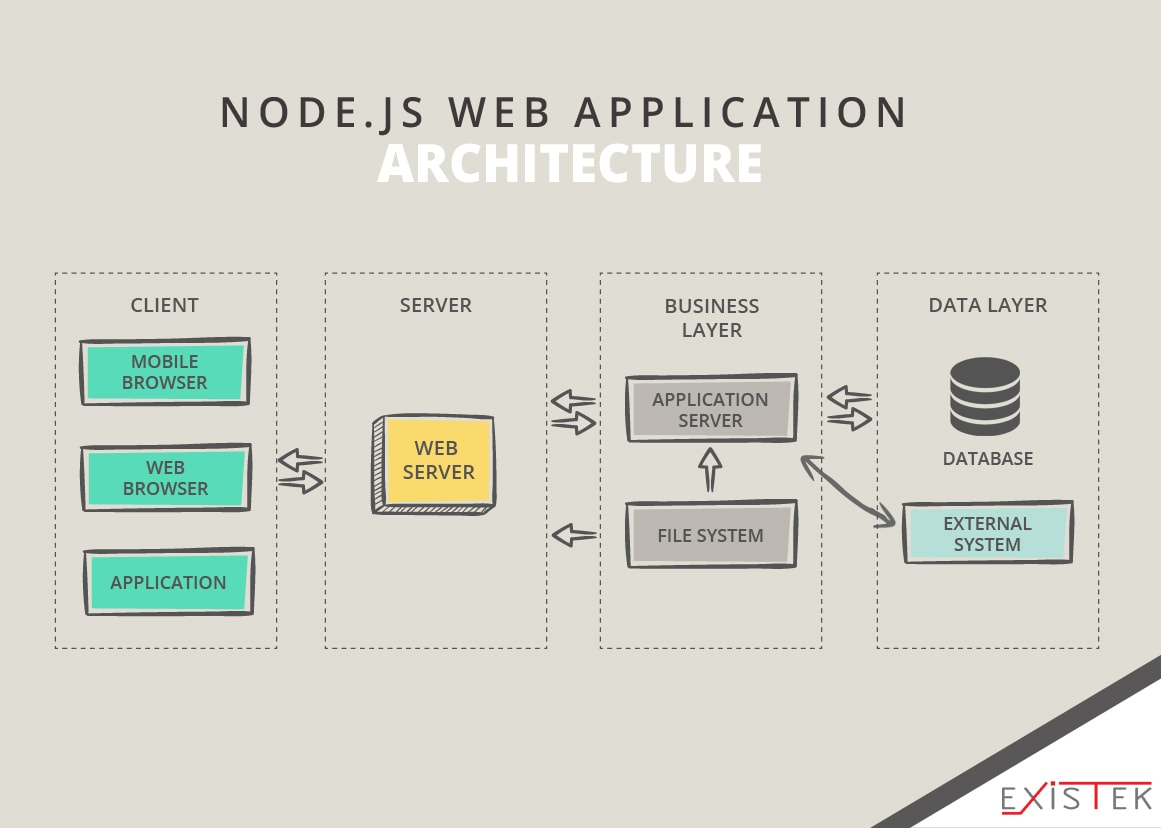 NODE.JS WEB APPLICATION
ARCHITECTURE
CLIENT
MOBILE
BROWSER
WEB
BROWSER
APPLICATION
SERVER
WEB
SERVER
BUSINESS
LAYER
APPLICATION
SERVER
FILE SYSTEM
DATA LAYER
DATABASE
EXTERNAL
SYSTEM
EXISTEK